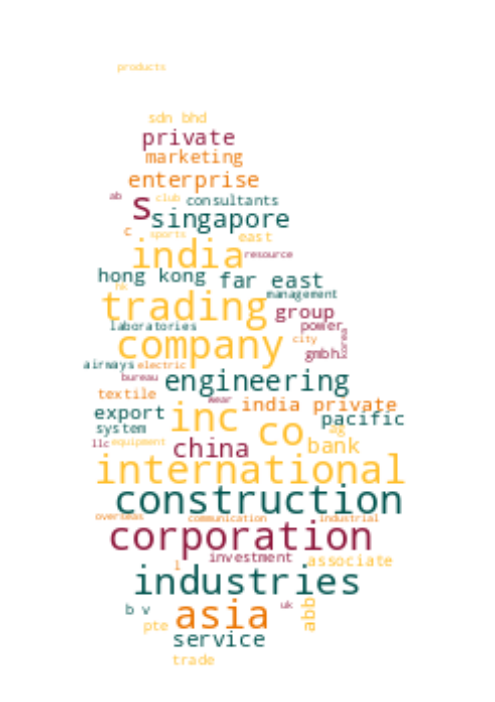 products
sdn bhd
private
marketing
enterprise
ab
club consultants
s singapore
c sports east
india resource
hong kong far east
hk management
trading group
laboratories power
company city
korea
gmbh
airways electric
bureau engineering
textile wear india private
export inc pacific
system co ag
llc equipment china bank
international
construction
overseas communication industrial
corporation
investment associate
l
industries
b v asia uk abb
pte service
trade